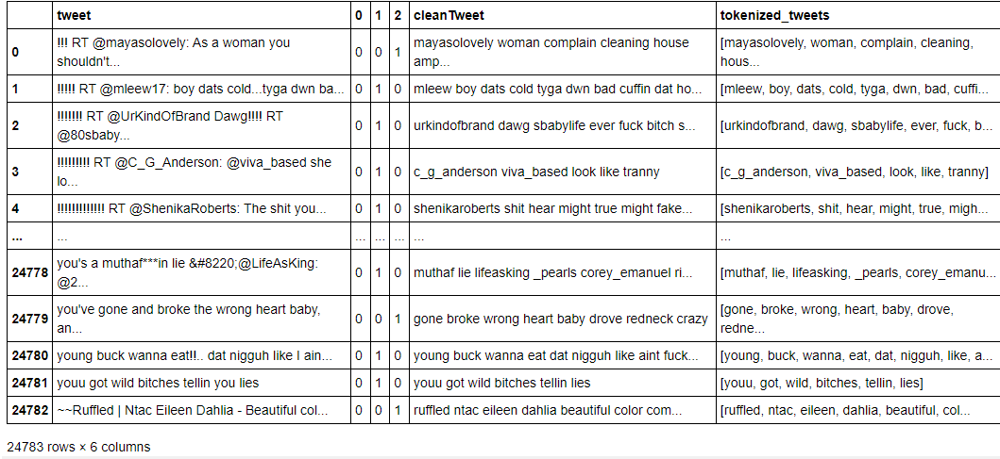 tweet 0 1 2 cleanTweet tokenized_tweets
0 !!! RT @mayasolovely: As a woman you shouldn't... 0 0 1 mayasolovely woman complain cleaning house amp... [mayasolovely, woman, complain, cleaning, hous...
1 !!!!! RT @mleew17: boy dats cold...tyga dwn ba... 0 1 0 mleew boy dats cold tyga dwn bad cuffin dat ho... [mleew, boy, dats, cold, tyga, dwn, bad, cuffi...
2 !!!!!!! RT @UrKindOfBrand Dawg!!!! RT @80sbaby... 0 1 0 urkindofbrand dawg sbabylife ever fuck bitch s... [urkindofbrand, dawg, sbabylife, ever, fuck, b...
3 !!!!!!!!! RT @C_G_Anderson: @viva_based she lo... 0 1 0 c_g_anderson viva_based look like tranny [c_g_anderson, viva_based, look, like, tranny]
4 !!!!!!!!!!!!! RT @ShenikaRoberts: The shit you... 0 1 0 shenikaroberts shit hear might true might fake... [shenikaroberts, shit, hear, might, true, migh...
... ... ... ... ... ... ...
24778 you's a muthaf***in lie &#8220;@LifeAsKing: @2... 0 1 0 muthaf lie lifeasking _pearls corey_emanuel ri... [muthaf, lie, lifeasking, _pearls, corey_emanu...
24779 you've gone and broke the wrong heart baby, an... 0 0 1 gone broke wrong heart baby drove redneck crazy [gone, broke, wrong, heart, baby, drove, redne...
24780 young buck wanna eat!!.. dat nigguh like I ain... 0 1 0 young buck wanna eat dat nigguh like aint fuck... [young, buck, wanna, eat, dat, nigguh, like, a...
24781 youu got wild bitches tellin you lies 0 1 0 youu got wild bitches tellin lies [youu, got, wild, bitches, tellin, lies]
24782 ~~Ruffled | Ntac Eileen Dahlia - Beautiful col... 0 0 1 ruffled ntac eileen dahlia beautiful color com... [ruffled, ntac, eileen, dahlia, beautiful, col...
24783 rows × 6 columns